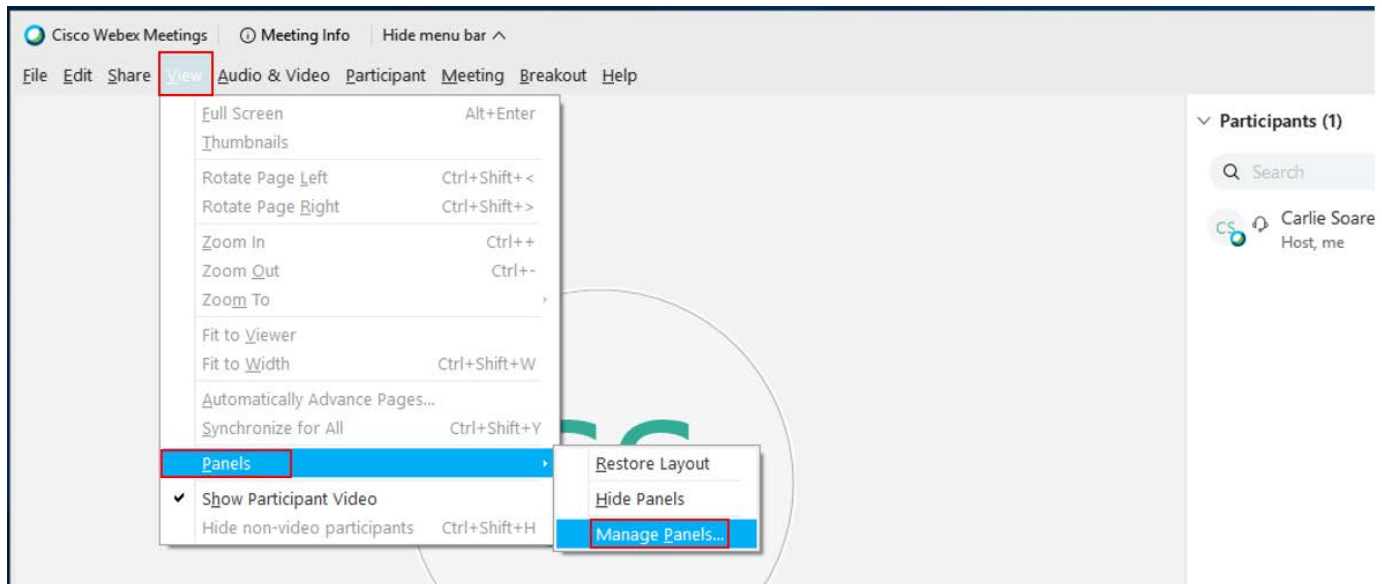 Cisco Webex Meetings Meeting Info Hide menu bar
File Edit Share View Audio & Video Participant Meeting Breakout Help
Full Screen Alt+Enter
Thumbnails
Rotate Page Left Ctrl+Shift+<
Rotate Page Right Ctrl+Shift+>
Zoom In Ctrl++
Zoom Out Ctrl+-
Zoom To
Fit to Viewer
Fit to Width Ctrl+Shift+W
Automatically Advance Pages...
Synchronize for All Ctrl+Shift+Y
Panels
Show Participant Video
Hide non-video participants Ctrl+Shift+H
Restore Layout
Hide Panels
Manage Panels...
Participants (1)
Search
CS Carlie Soare
Host, me